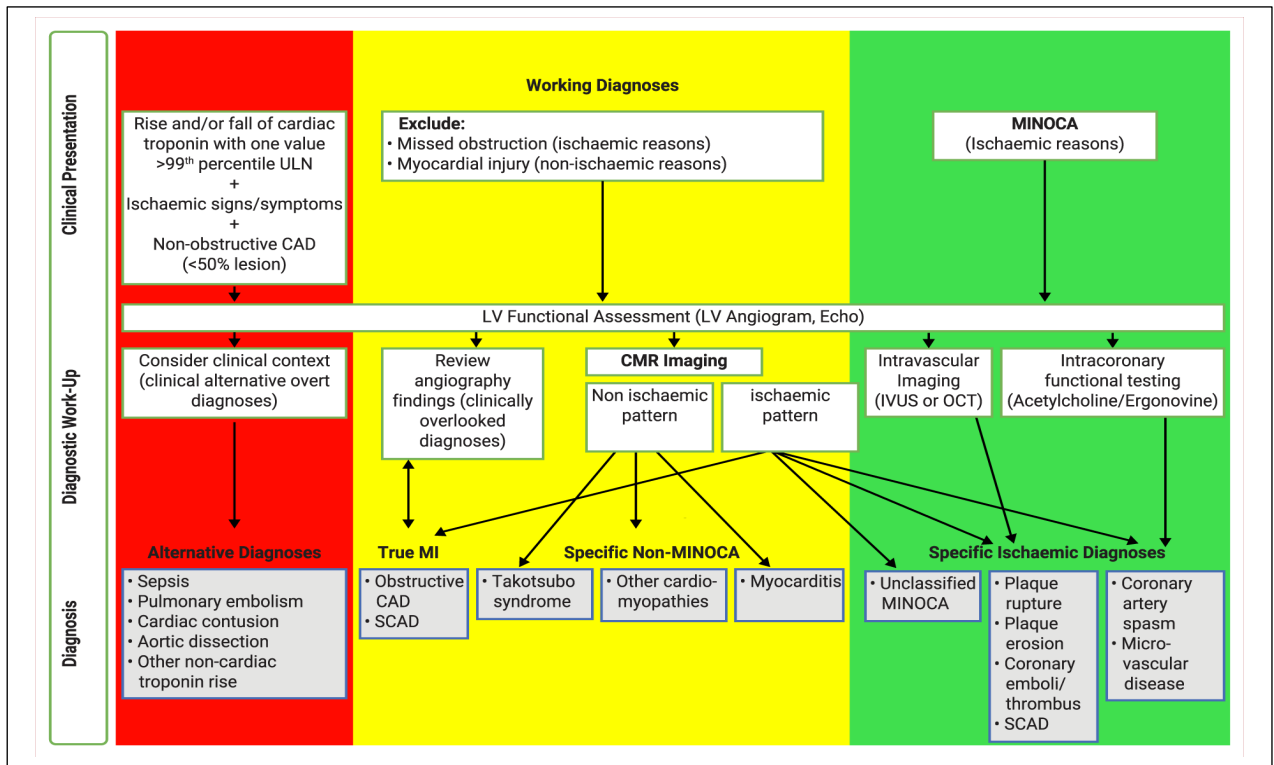 Clinical Presentation
Working Diagnoses
Rise and/or fall of cardiac
troponin with one value
>99th percentile ULN
+
Ischaemic signs/symptoms
+
Non-obstructive CAD
(<50% lesion)
Exclude:
• Missed obstruction (ischaemic reasons)
• Myocardial injury (non-ischaemic reasons)
MINOCA
(Ischaemic reasons)
LV Functional Assessment (LV Angiogram, Echo)
Diagnostic Work-Up
Consider clinical context
(clinical alternative overt
diagnoses)
Review
angiography
findings (clinically
overlooked
diagnoses)
CMR Imaging
Non ischaemic
pattern
ischaemic
pattern
Intravascular
Imaging
(IVUS or OCT)
Intracoronary
functional testing
(Acetylcholine/Ergonovine)
Diagnosis
Alternative Diagnoses
• Sepsis
• Pulmonary embolism
• Cardiac contusion
• Aortic dissection
• Other non-cardiac
troponin rise
True MI
• Obstructive
CAD
• SCAD
Specific Non-MINOCA
• Takotsubo
syndrome
• Other cardio-
myopathies
• Myocarditis
Specific Ischaemic Diagnoses
• Unclassified
MINOCA
• Plaque
rupture
• Plaque
erosion
• Coronary
emboli/
thrombus
• SCAD
• Coronary
artery
spasm
• Micro-
vascular
disease